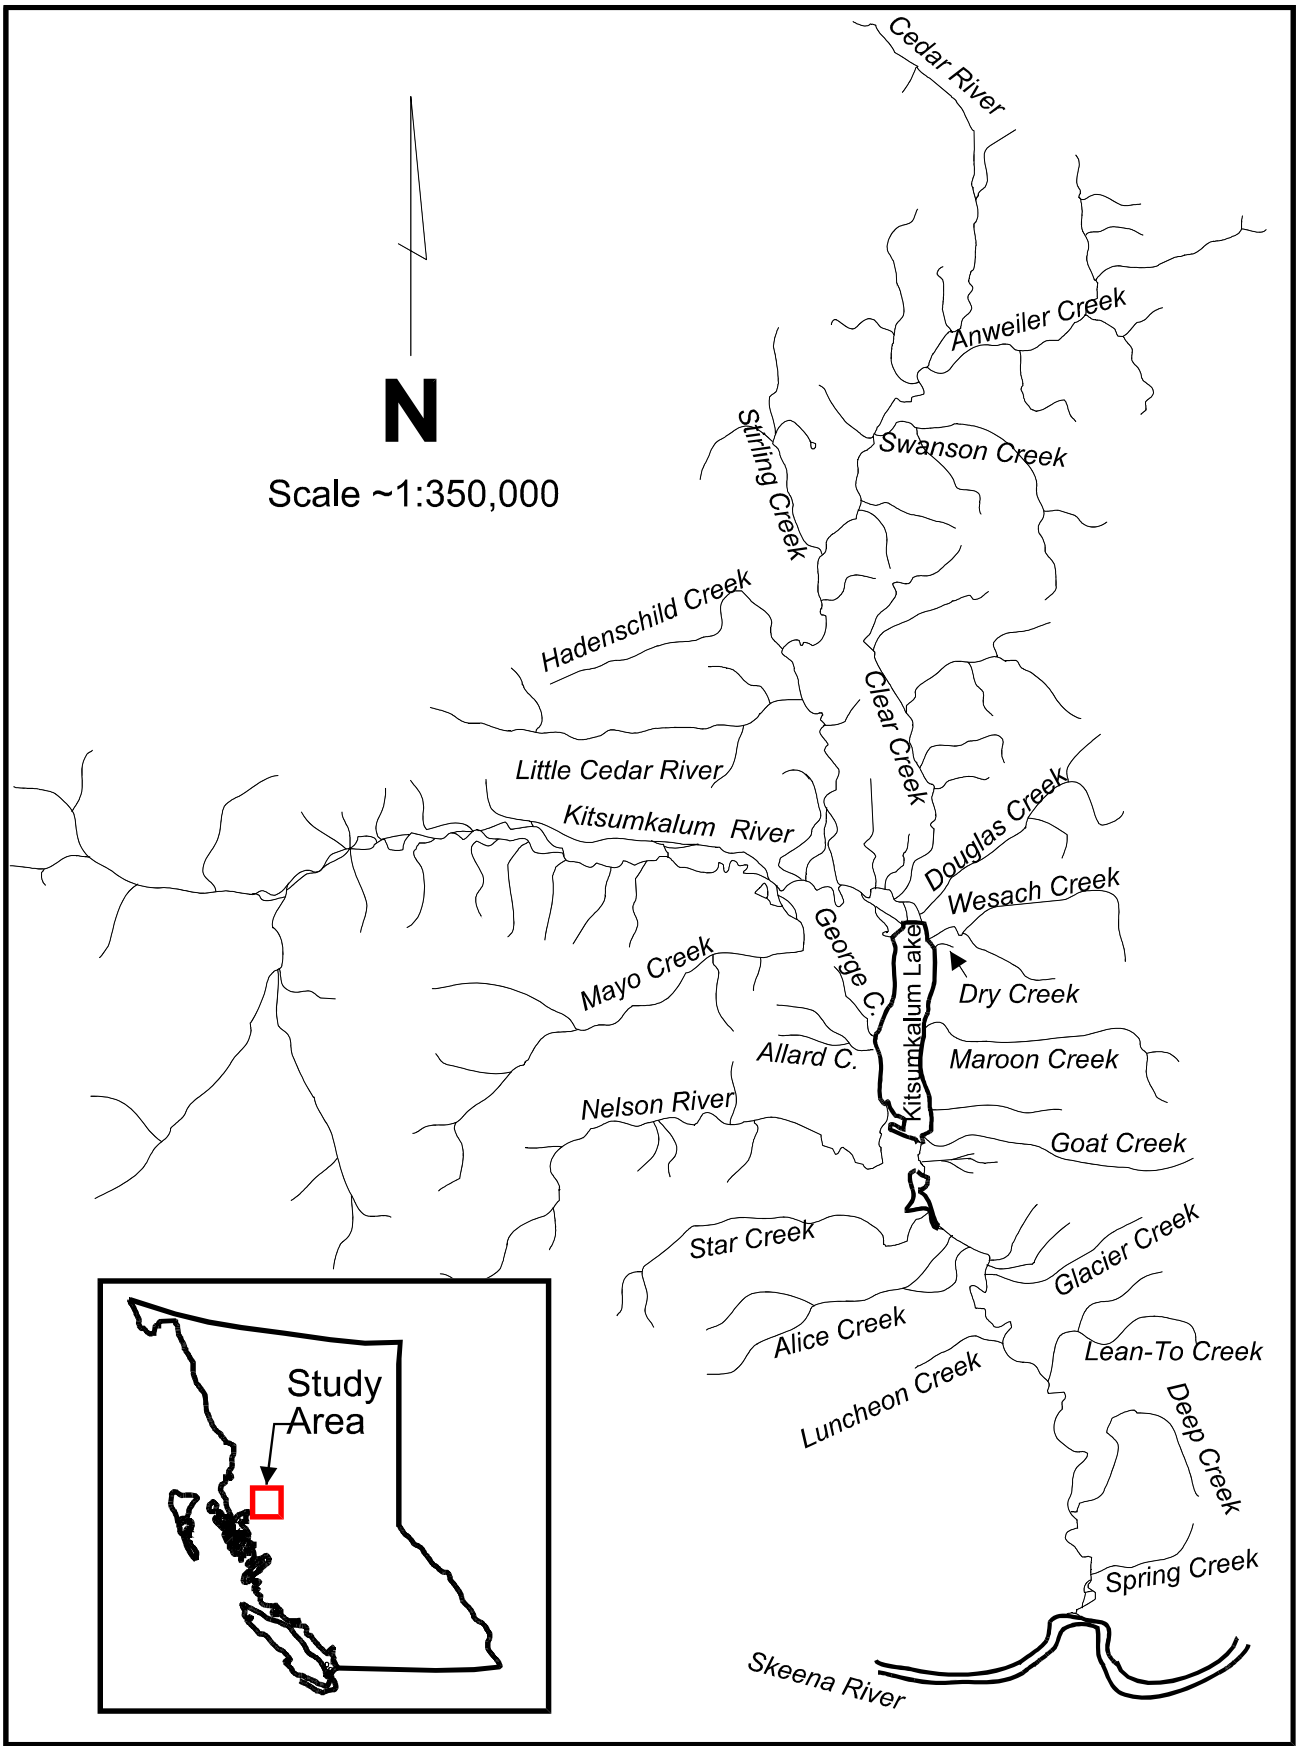 Cedar River
Anweiler Creek
N
Scale ~1:350,000
Stirling Creek
Swanson Creek
Hadenschild Creek
Clear Creek
Little Cedar River
Kitsumkalum River
Douglas Creek
Wesach Creek
George C.
Kitsumkalum Lake
Mayo Creek
Dry Creek
Allard C.
Maroon Creek
Nelson River
Goat Creek
Star Creek
Glacier Creek
Alice Creek
Lean-To Creek
Luncheon Creek
Deep Creek
Study
Area
Spring Creek
Skeena River